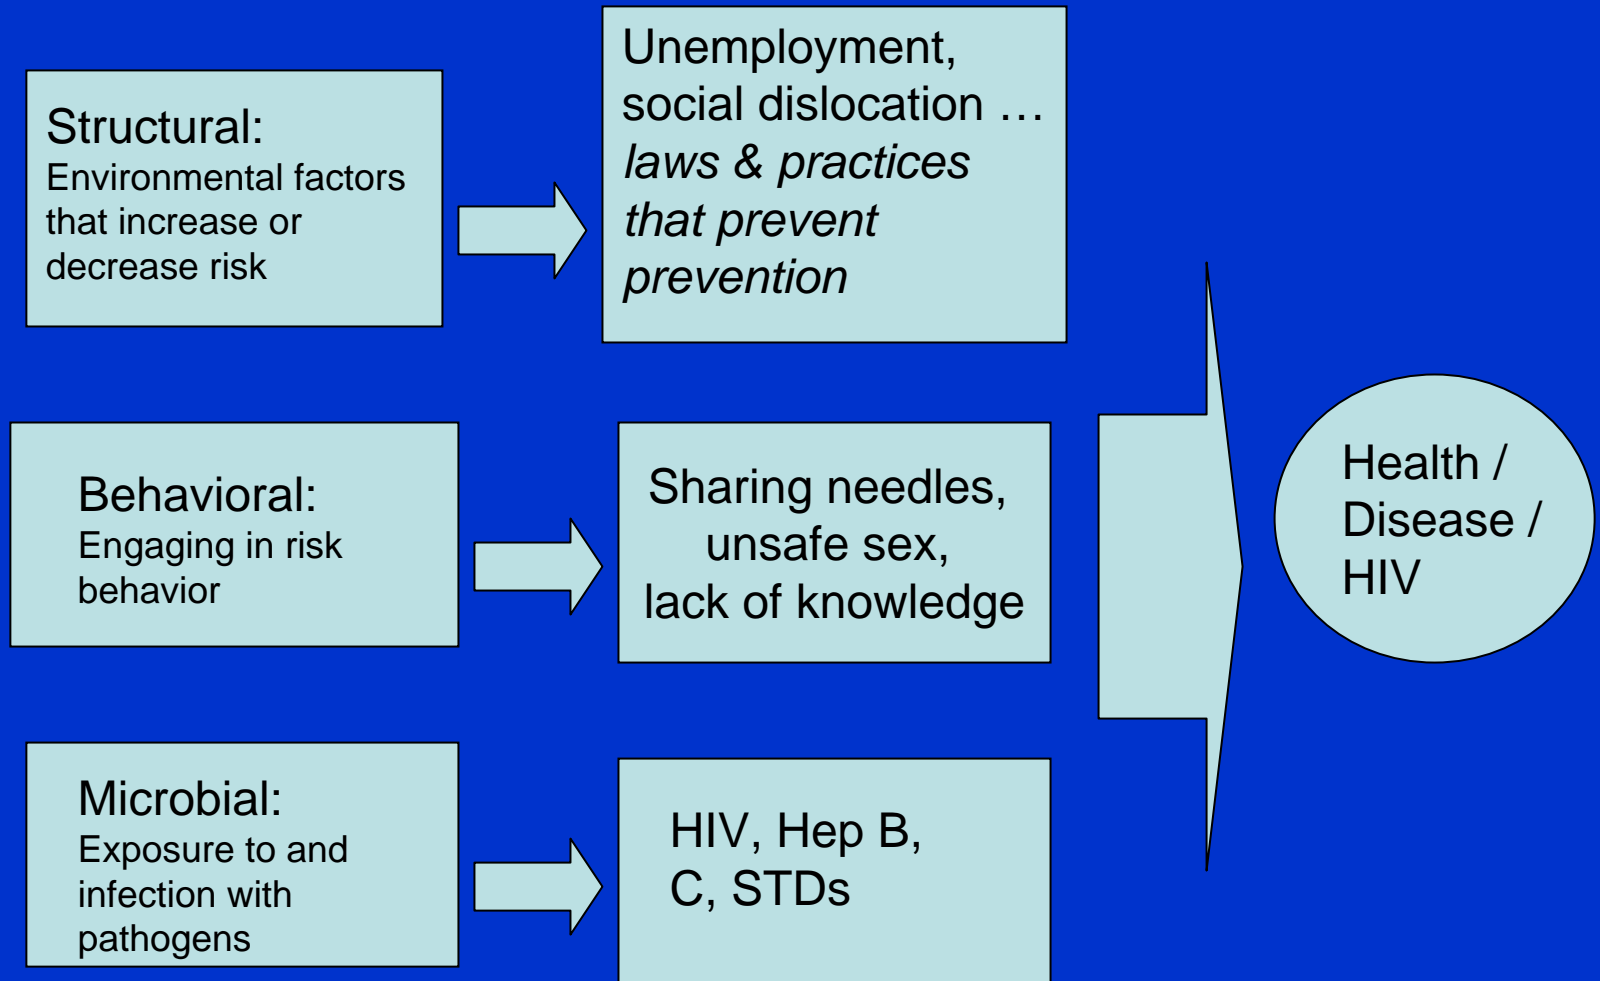 Structural:
Environmental factors
that increase or
decrease risk
Unemployment,
social dislocation …
laws & practices
that prevent
prevention
Behavioral:
Engaging in risk
behavior
Sharing needles,
unsafe sex,
lack of knowledge
Microbial:
Exposure to and
infection with
pathogens
HIV, Hep B,
C, STDs
Health /
Disease /
HIV